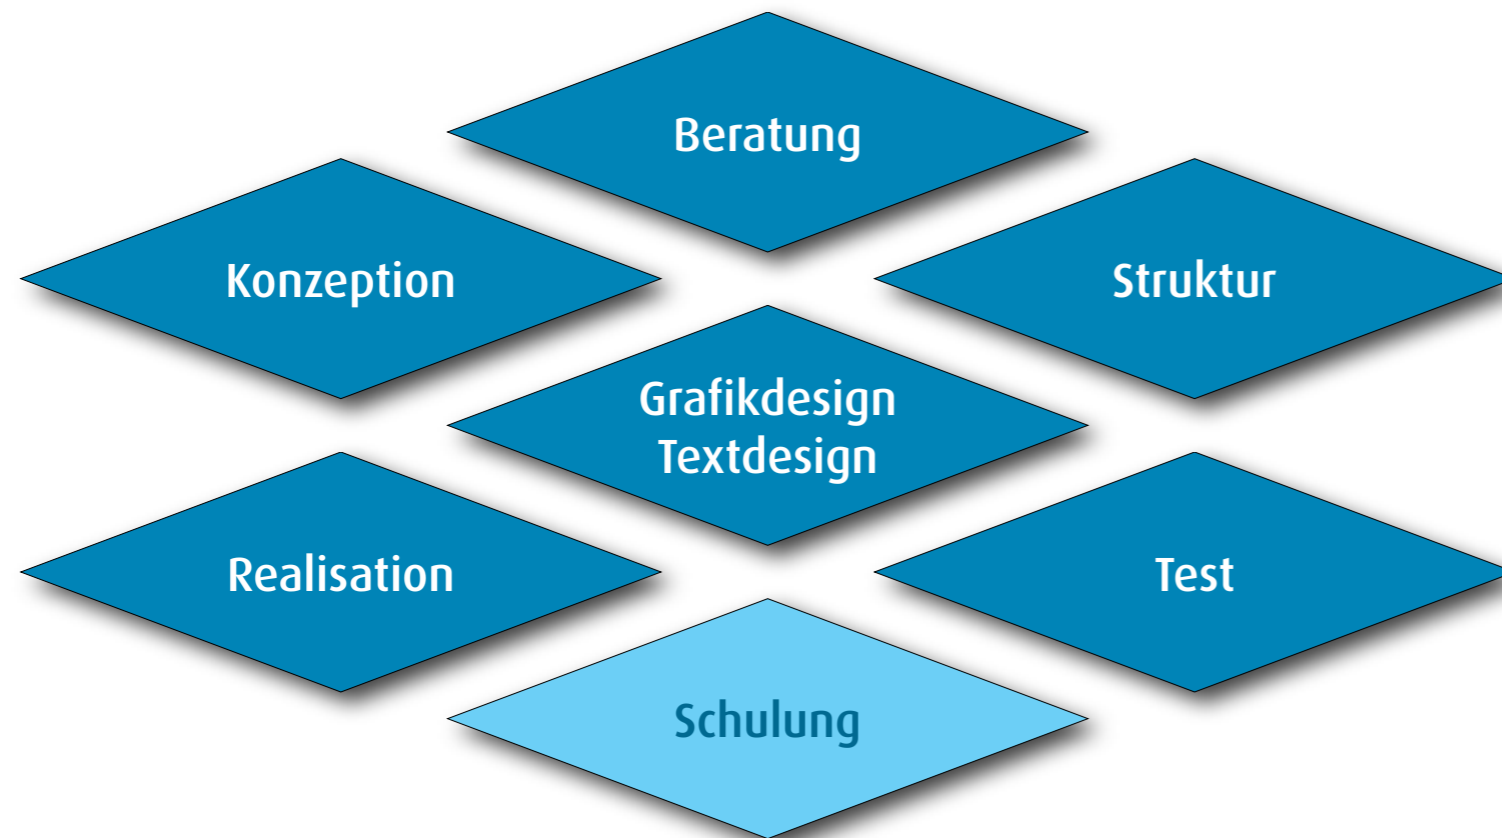 Beratung
Konzeption
Struktur
Grafikdesign
Textdesign
Realisation
Test
Schulung